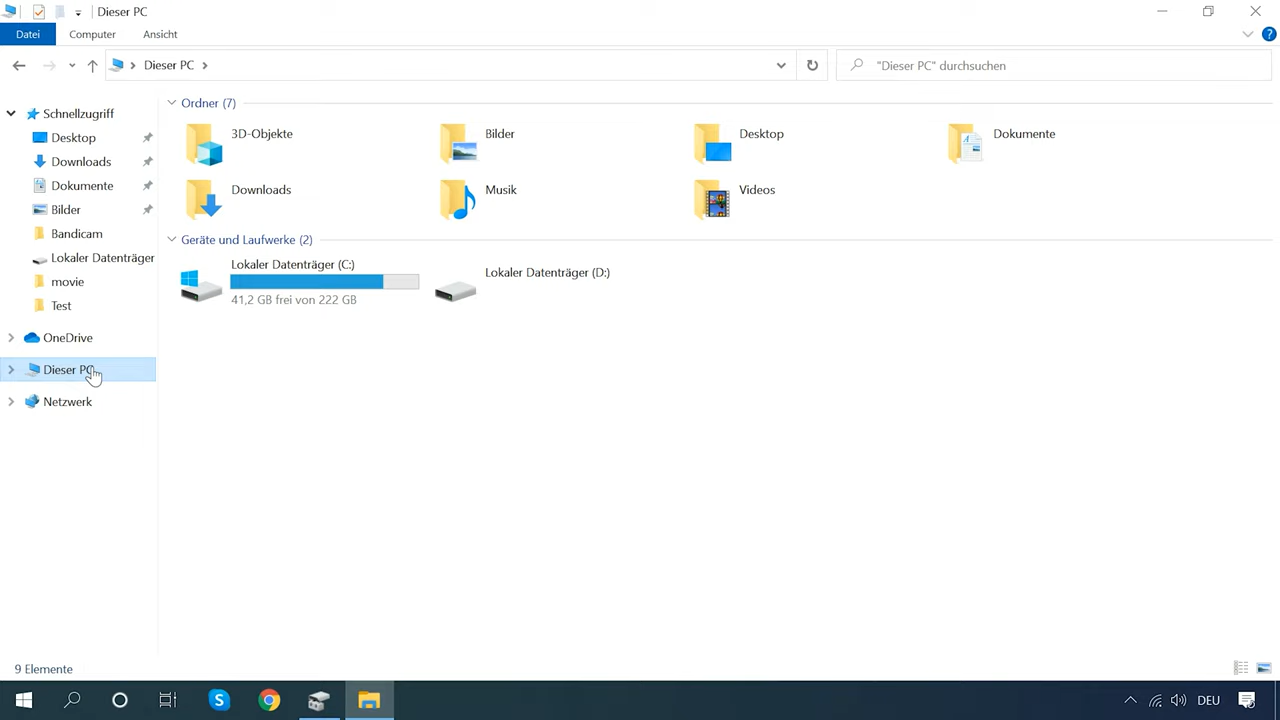 Dieser PC
Datei
Computer
Ansicht
Dieser PC
"Dieser PC" durchsuchen
Schnellzugriff
Desktop
Downloads
Dokumente
Bilder
Bandicam
Lokaler Datenträger
movie
Test
OneDrive
Dieser PC
Netzwerk
Ordner (7)
3D-Objekte
Bilder
Desktop
Dokumente
Downloads
Musik
Videos
Geräte und Laufwerke (2)
Lokaler Datenträger (C:)
41,2 GB frei von 222 GB
Lokaler Datenträger (D:)
9 Elemente
DEU